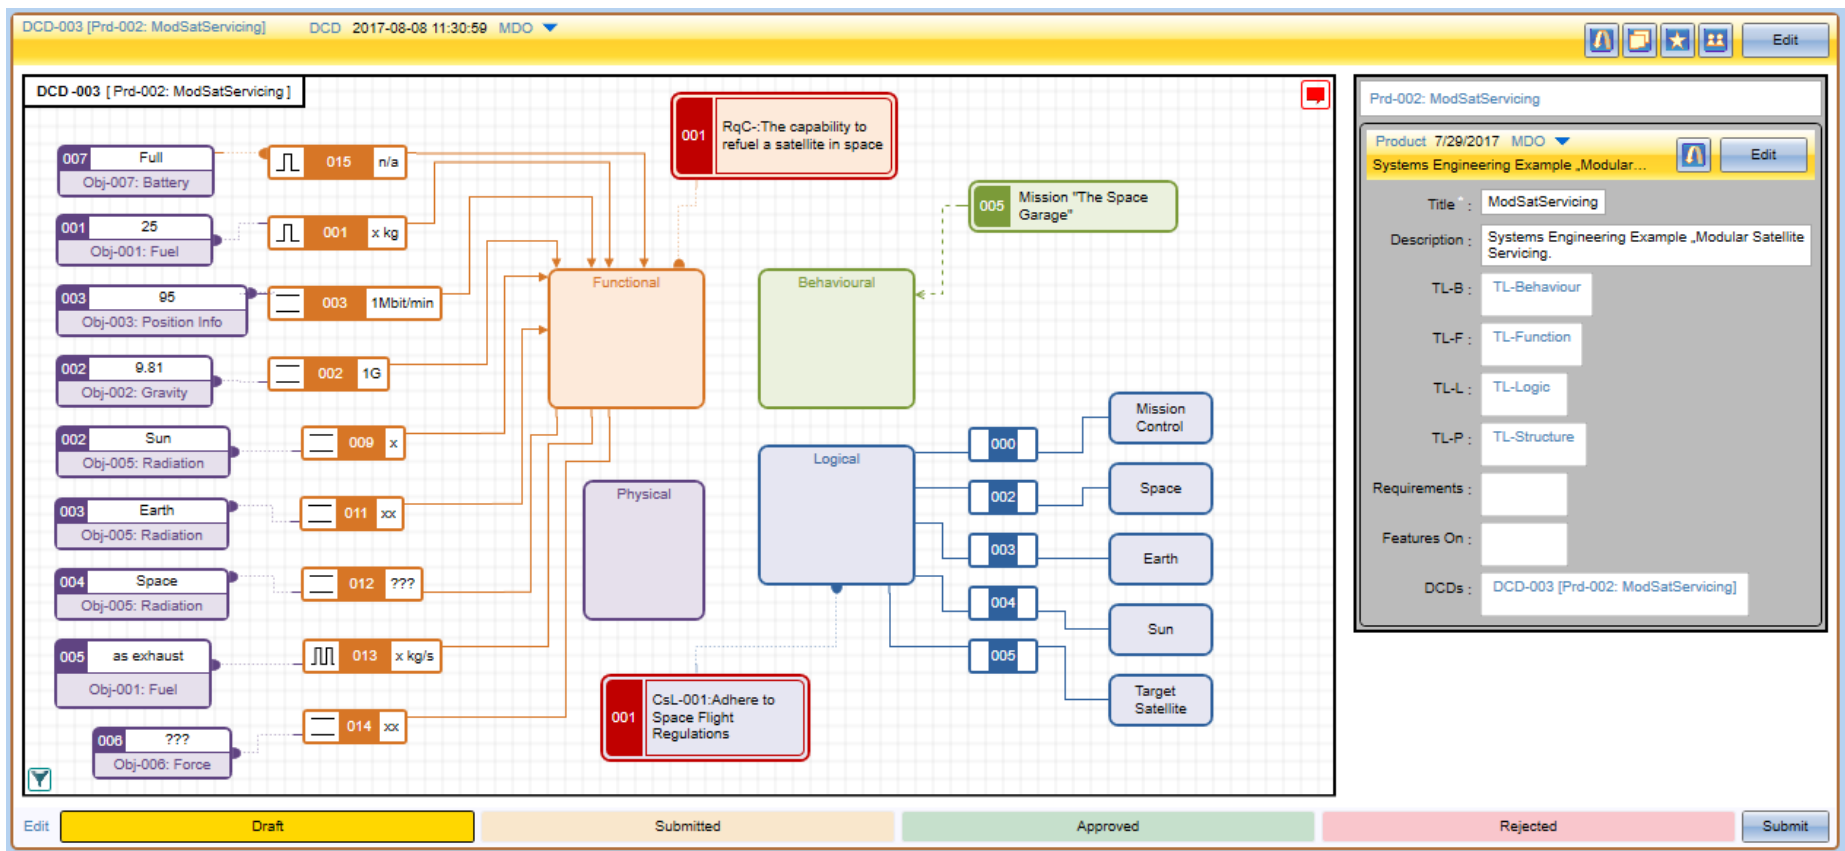 DCD-003 [Prd-002: ModSatServicing] DCD 2017-08-08 11:30:59 MDO
Edit
DCD -003 [ Prd-002: ModSatServicing ]
001
RqC-:The capability to
refuel a satellite in space
007 Full
Obj-007: Battery
015 n/a
001 25
Obj-001: Fuel
001 x kg
003 95
Obj-003: Position Info
003 1Mbit/min
002 9.81
Obj-002: Gravity
002 1G
002 Sun
Obj-005: Radiation
009 x
003 Earth
Obj-005: Radiation
011 xx
004 Space
Obj-005: Radiation
012 ???
005 as exhaust
Obj-001: Fuel
013 x kg/s
006 ???
Obj-006: Force
014 xx
Functional
005
Mission "The Space
Garage"
Behavioural
Physical
Logical
000
Mission
Control
002
Space
003
Earth
004
Sun
005
Target
Satellite
001
CsL-001:Adhere to
Space Flight
Regulations
Prd-002: ModSatServicing
Product 7/29/2017 MDO
Systems Engineering Example „Modular...
Edit
Title * : ModSatServicing
Description : Systems Engineering Example „Modular Satellite
Servicing.
TL-B : TL-Behaviour
TL-F : TL-Function
TL-L : TL-Logic
TL-P : TL-Structure
Requirements :
Features On :
DCDs : DCD-003 [Prd-002: ModSatServicing]
Edit Draft Submitted Approved Rejected Submit